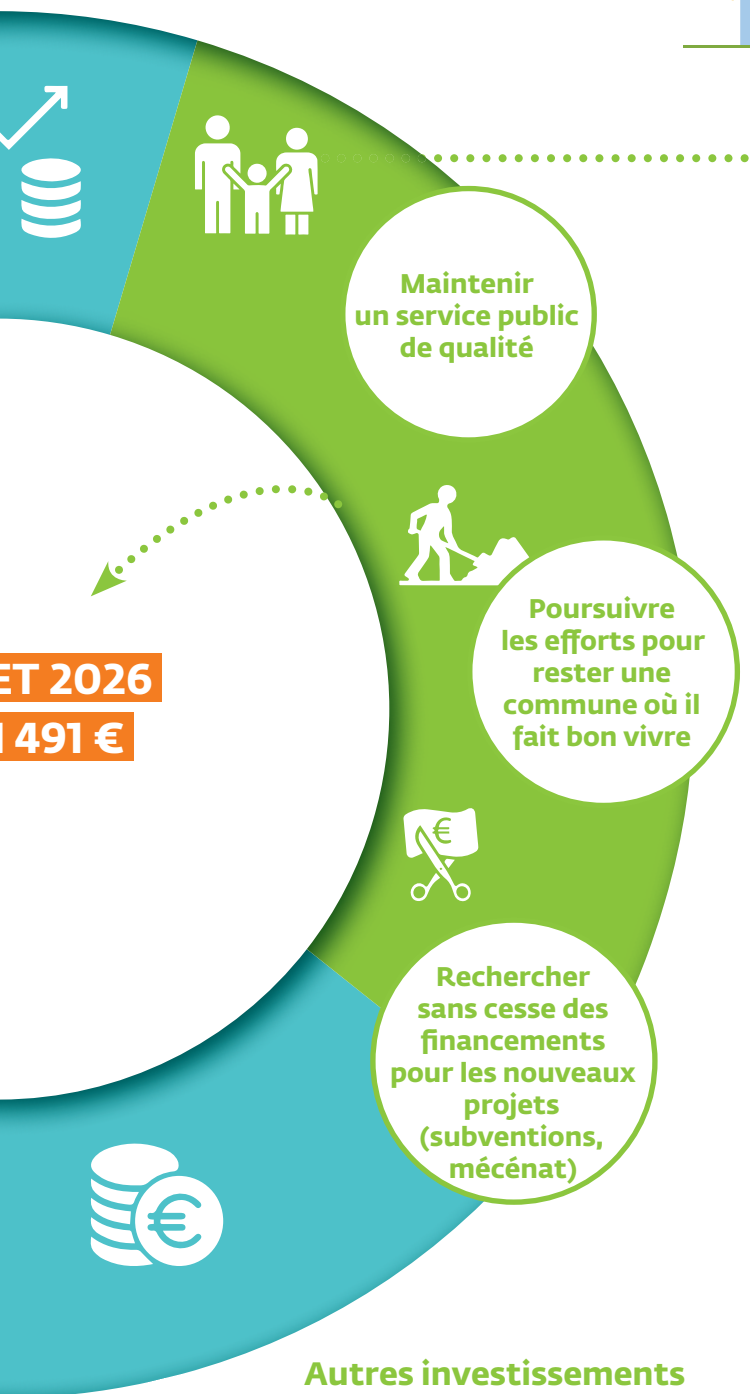 Maintenir
un service public
de qualité
Poursuivre
les efforts pour
rester une
commune où il
fait bon vivre
ET 2026
1 491 €
€
Rechercher
sans cesse des
financements
pour les nouveaux
projets
(subventions,
mécénat)
€
Autres investissements